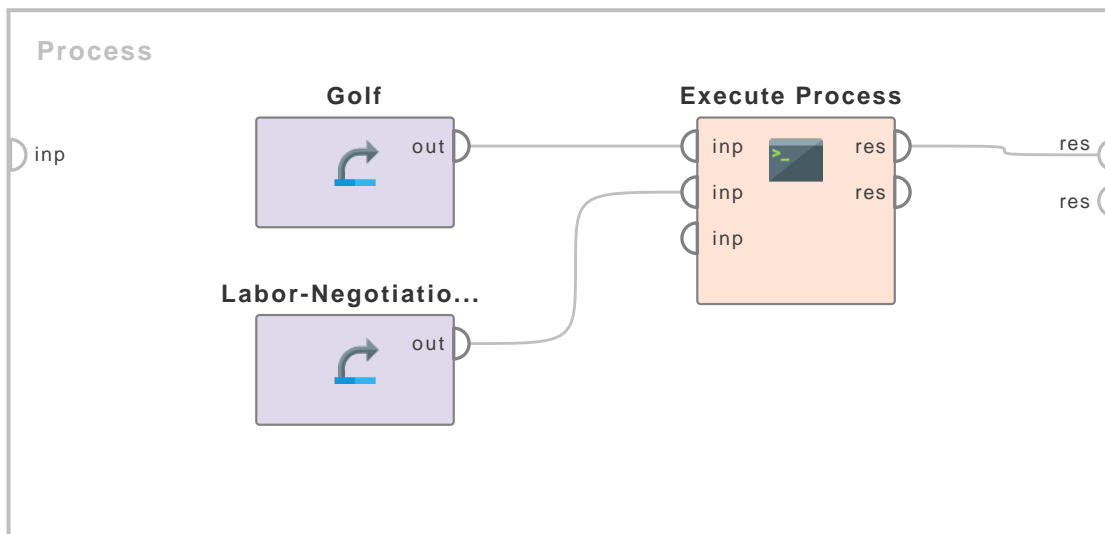 Process
Golf
Execute Process
inp
out
inp
res
res
inp
res
res
inp
Labor-Negotiatio...
out